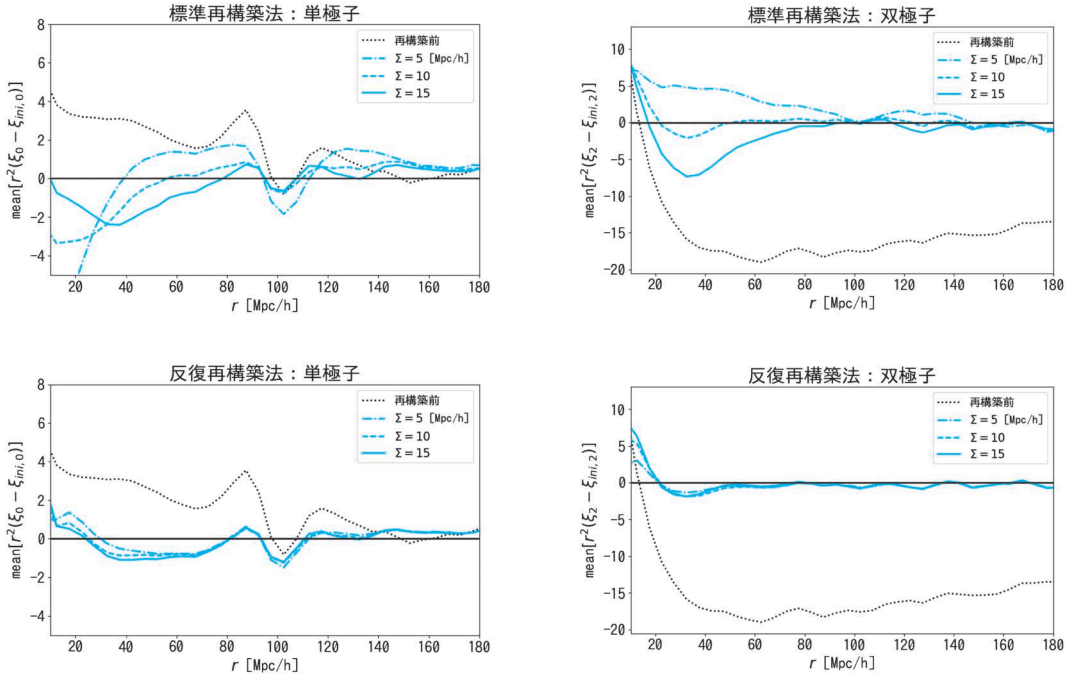 標準再構築法：単極子
8
6
4
2
0
-2
-4
mean[r²(ξ₀ − ξ_{ini,0})]
再構築前
Σ = 5 [Mpc/h]
Σ = 10
Σ = 15
20 40 60 80 100 120 140 160 180
r [Mpc/h]
標準再構築法：双極子
10
5
0
-5
-10
-15
-20
mean[r²(ξ₂ − ξ_{ini,2})]
再構築前
Σ = 5 [Mpc/h]
Σ = 10
Σ = 15
20 40 60 80 100 120 140 160 180
r [Mpc/h]
反復再構築法：単極子
8
6
4
2
0
-2
-4
mean[r²(ξ₀ − ξ_{ini,0})]
再構築前
Σ = 5 [Mpc/h]
Σ = 10
Σ = 15
20 40 60 80 100 120 140 160 180
r [Mpc/h]
反復再構築法：双極子
10
5
0
-5
-10
-15
-20
mean[r²(ξ₂ − ξ_{ini,2})]
再構築前
Σ = 5 [Mpc/h]
Σ = 10
Σ = 15
20 40 60 80 100 120 140 160 180
r [Mpc/h]